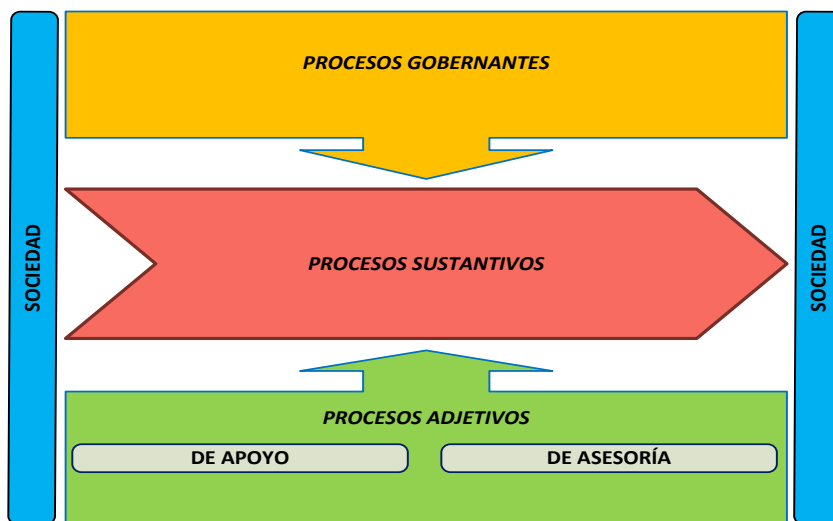 PROCESOS GOBERNANTES
SOCIEDAD
PROCESOS SUSTANTIVOS
SOCIEDAD
PROCESOS ADJETIVOS
DE APOYO
DE ASESORÍA